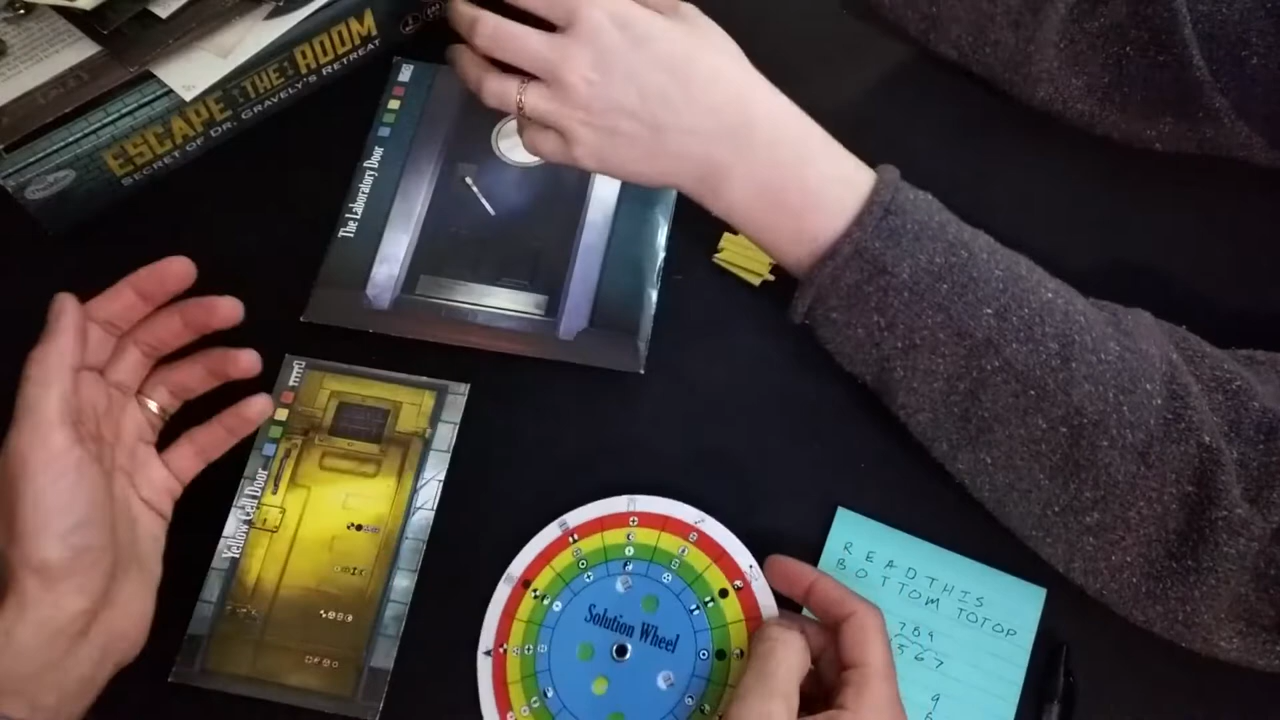 ESCAPE THE ROOM
SECRET OF DR. GRAVELY'S RETREAT
ThinkFun
The Laboratory Door
Yellow Cell Door
Solution Wheel
READ THIS
BOTTOM TO TOP
789
567
9